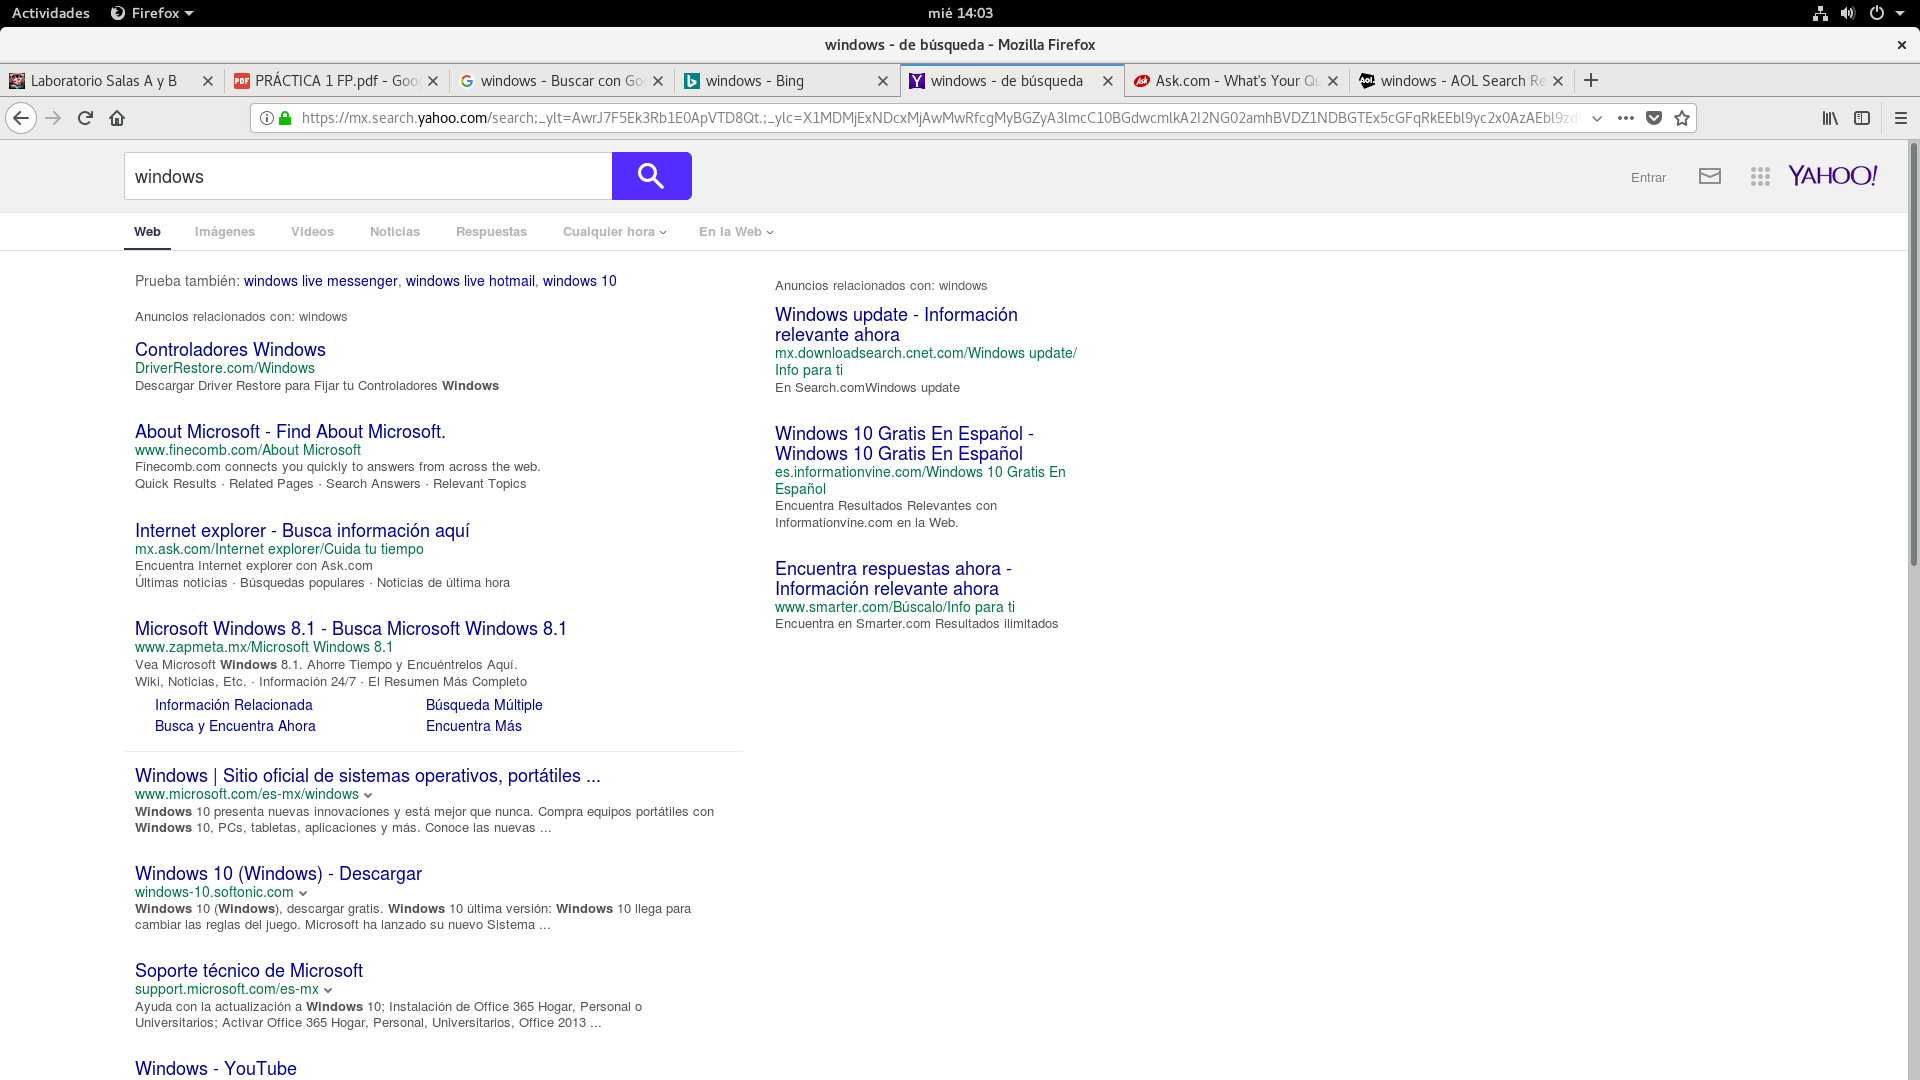 Actividades
Firefox
mié 14:03
windows - de búsqueda - Mozilla Firefox
Laboratorio Salas A y B
PRÁCTICA 1 FP.pdf - Goo
windows - Buscar con Go
windows - Bing
windows - de búsqueda
Ask.com - What's Your Qu
windows - AOL Search Re
https://mx.search.yahoo.com/search;_ylt=AwrJ7F5Ek3Rb1E0ApVTD8Qt.;_ylc=X1MDMjExNDcxMjAwMwRfcgMyBGZyA3lmcC10BGdwcmlkA2I2NG02amhBVDZ1NDBGTEx5cGFqRkEEbl9yc2x0AzAEbl9zd
windows
Entrar
YAHOO!
Web
Imágenes
Videos
Noticias
Respuestas
Cualquier hora
En la Web
Prueba también: windows live messenger, windows live hotmail, windows 10
Anuncios relacionados con: windows
Controladores Windows
DriverRestore.com/Windows
Descargar Driver Restore para Fijar tu Controladores Windows
About Microsoft - Find About Microsoft.
www.finecomb.com/About Microsoft
Finecomb.com connects you quickly to answers from across the web.
Quick Results · Related Pages · Search Answers · Relevant Topics
Internet explorer - Busca información aquí
mx.ask.com/Internet explorer/Cuida tu tiempo
Encuentra Internet explorer con Ask.com
Últimas noticias · Búsquedas populares · Noticias de última hora
Microsoft Windows 8.1 - Busca Microsoft Windows 8.1
www.zapmeta.mx/Microsoft Windows 8.1
Vea Microsoft Windows 8.1. Ahorre Tiempo y Encuéntrelos Aquí.
Wiki, Noticias, Etc. · Información 24/7 · El Resumen Más Completo
Información Relacionada
Búsqueda Múltiple
Busca y Encuentra Ahora
Encuentra Más
Windows | Sitio oficial de sistemas operativos, portátiles ...
www.microsoft.com/es-mx/windows
Windows 10 presenta nuevas innovaciones y está mejor que nunca. Compra equipos portátiles con
Windows 10, PCs, tabletas, aplicaciones y más. Conoce las nuevas ...
Windows 10 (Windows) - Descargar
windows-10.softonic.com
Windows 10 (Windows), descargar gratis. Windows 10 última versión: Windows 10 llega para
cambiar las reglas del juego. Microsoft ha lanzado su nuevo Sistema ...
Soporte técnico de Microsoft
support.microsoft.com/es-mx
Ayuda con la actualización a Windows 10; Instalación de Office 365 Hogar, Personal o
Universitarios; Activar Office 365 Hogar, Personal, Universitarios, Office 2013 ...
Windows - YouTube
Anuncios relacionados con: windows
Windows update - Información
relevante ahora
mx.downloadsearch.cnet.com/Windows update/
Info para ti
En Search.comWindows update
Windows 10 Gratis En Español -
Windows 10 Gratis En Español
es.informationvine.com/Windows 10 Gratis En
Español
Encuentra Resultados Relevantes con
Informationvine.com en la Web.
Encuentra respuestas ahora -
Información relevante ahora
www.smarter.com/Búscalo/Info para ti
Encuentra en Smarter.com Resultados ilimitados